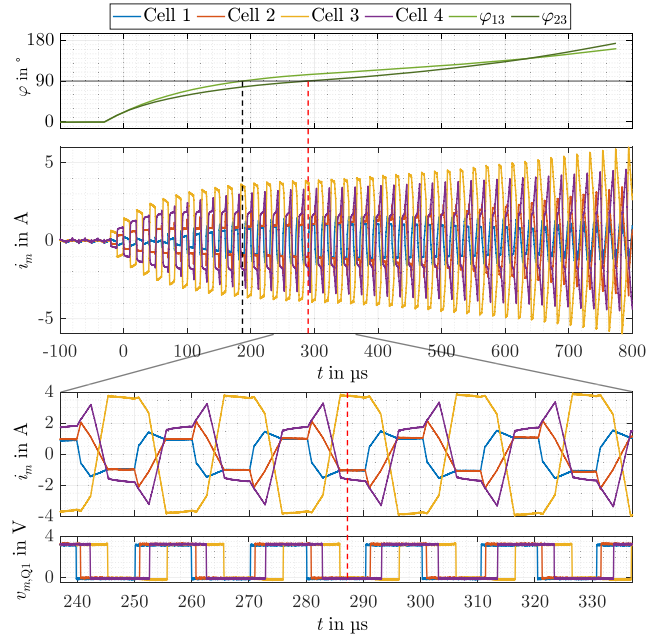 Cell 1 Cell 2 Cell 3 Cell 4 φ13 φ23
180
90
0
φ in °
5
0
-5
i_m in A
-100 0 100 200 300 400 500 600 700 800
t in µs
4
2
0
-2
-4
i_m in A
4
0
v_m,Q1 in V
240 250 260 270 280 290 300 310 320 330
t in µs